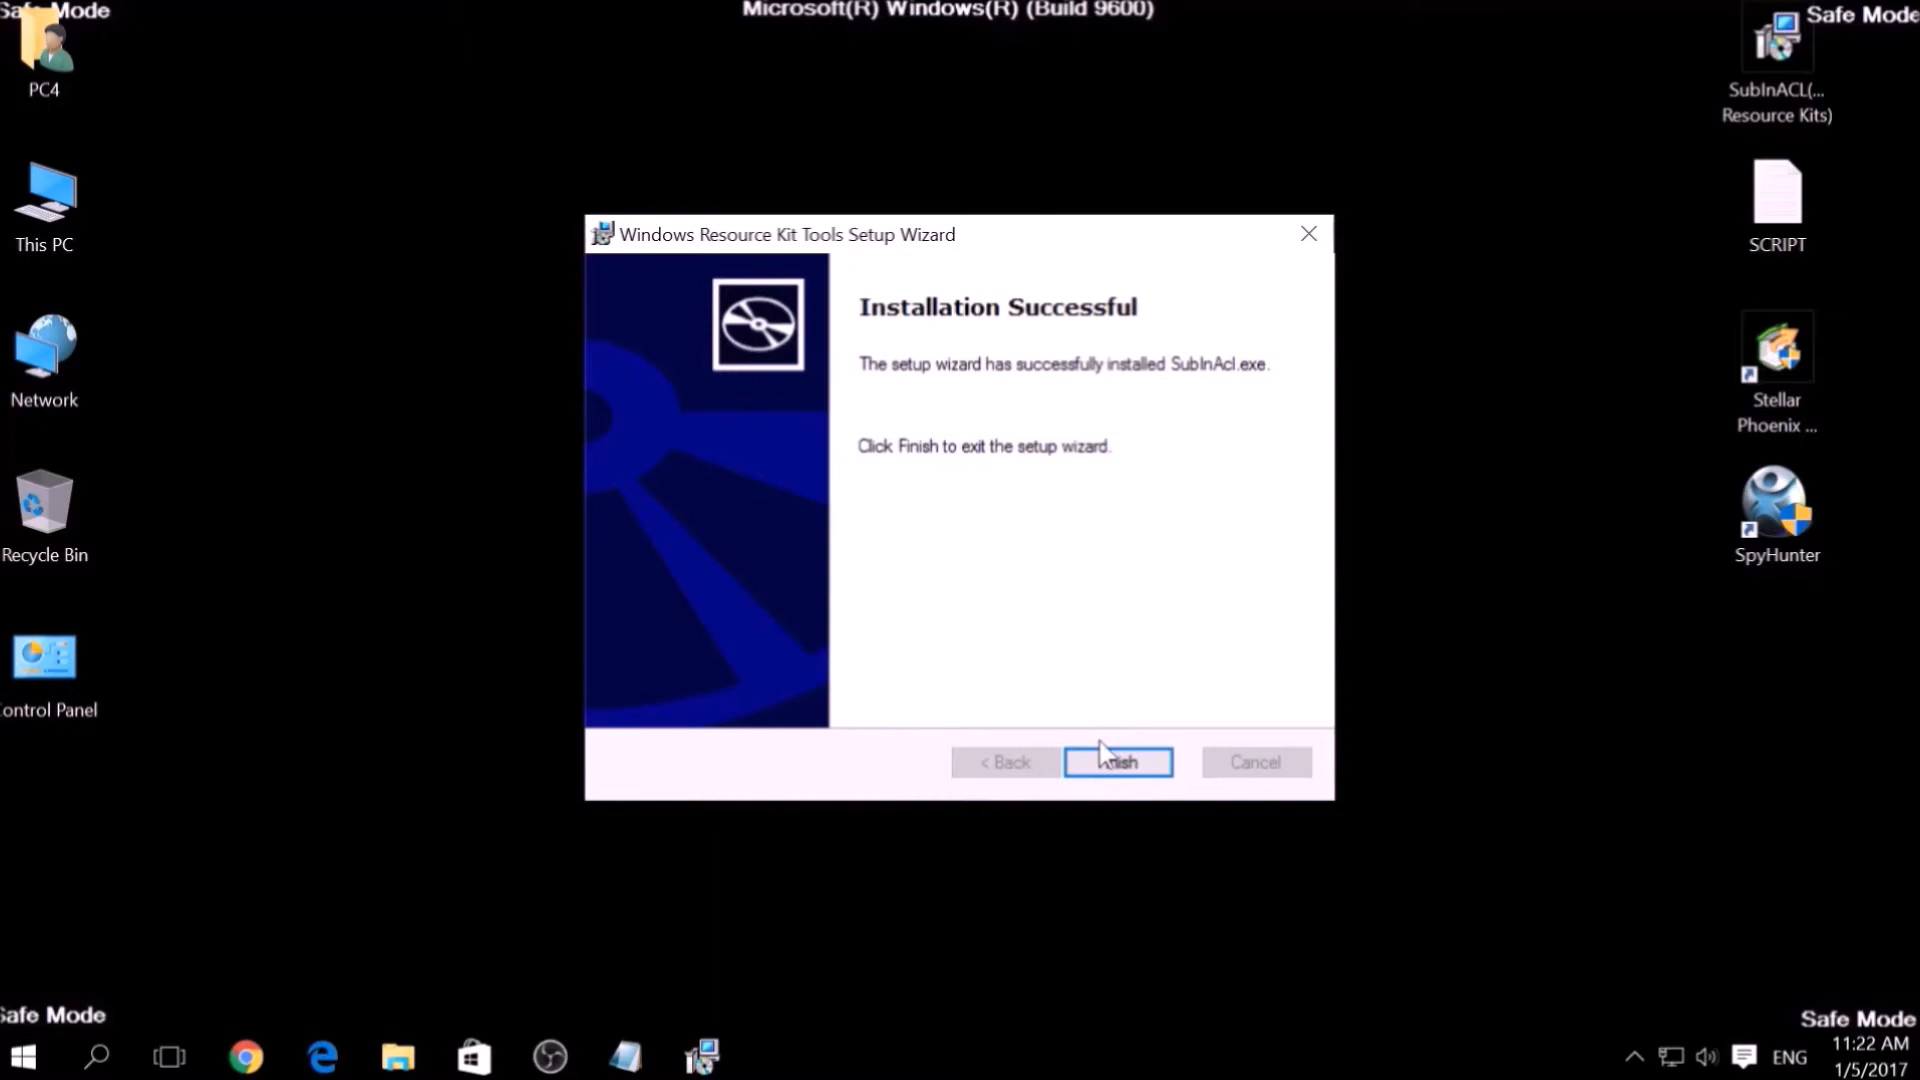 Safe Mode
Microsoft(R) Windows(R) (Build 9600)
Safe Mode
PC4
This PC
Network
Recycle Bin
Control Panel
SubInACL(...
Resource Kits)
SCRIPT
Stellar
Phoenix ...
SpyHunter
Windows Resource Kit Tools Setup Wizard
Installation Successful
The setup wizard has successfully installed SubInAcl.exe.
Click Finish to exit the setup wizard.
< Back
Finish
Cancel
Safe Mode
Safe Mode
ENG
11:22 AM
1/5/2017